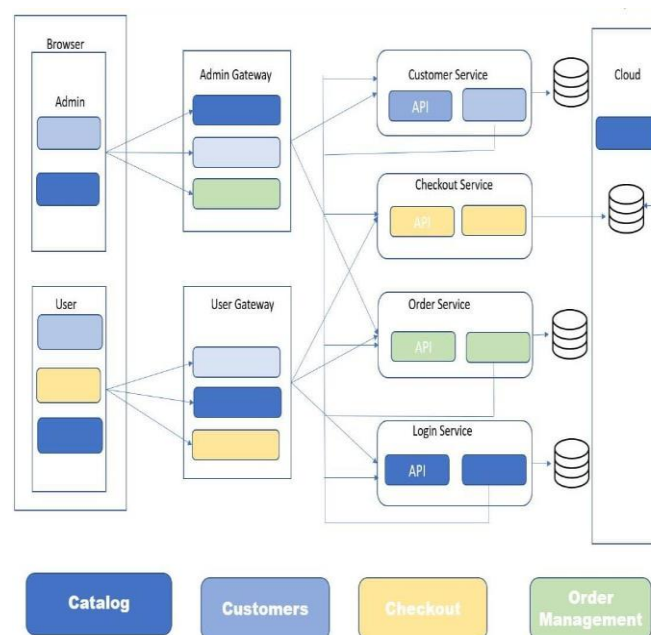 Browser
Admin
User
Admin Gateway
User Gateway
Customer Service
API
Checkout Service
API
Order Service
API
Login Service
API
Cloud
Catalog
Customers
Checkout
Order
Management